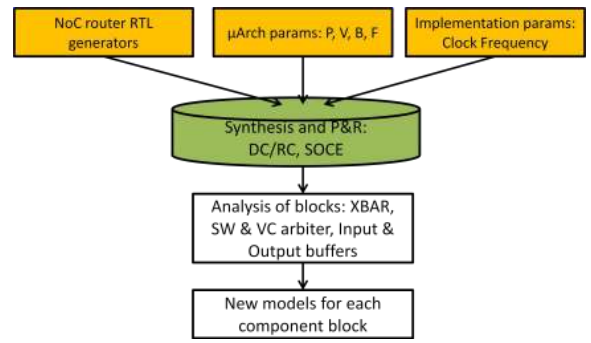 NoC router RTL
generators
μArch params: P, V, B, F
Implementation params:
Clock Frequency
Synthesis and P&R:
DC/RC, SOCE
Analysis of blocks: XBAR,
SW & VC arbiter, Input &
Output buffers
New models for each
component block